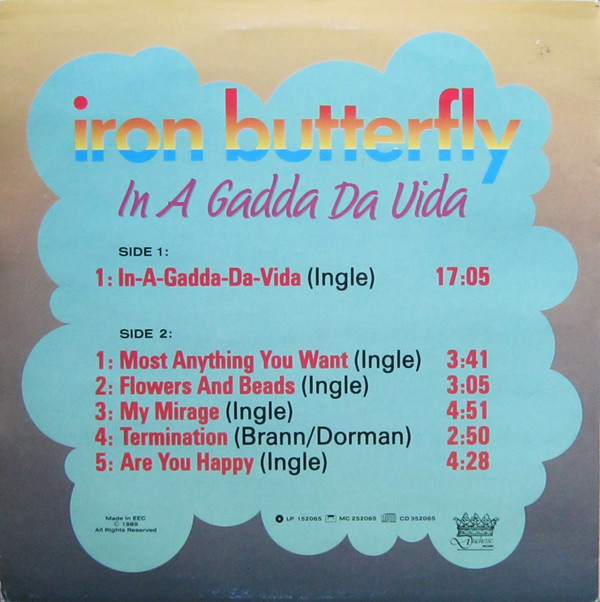 iron butterfly
In A Gadda Da Vida
SIDE 1:
1: In-A-Gadda-Da-Vida (Ingle) 17:05
SIDE 2:
1: Most Anything You Want (Ingle) 3:41
2: Flowers And Beads (Ingle) 3:05
3: My Mirage (Ingle) 4:51
4: Termination (Brann/Dorman) 2:50
5: Are You Happy (Ingle) 4:28
Made In EEC
© 1989
All Rights Reserved
LP 152065 MC 252065 CD 352065
Duchesse